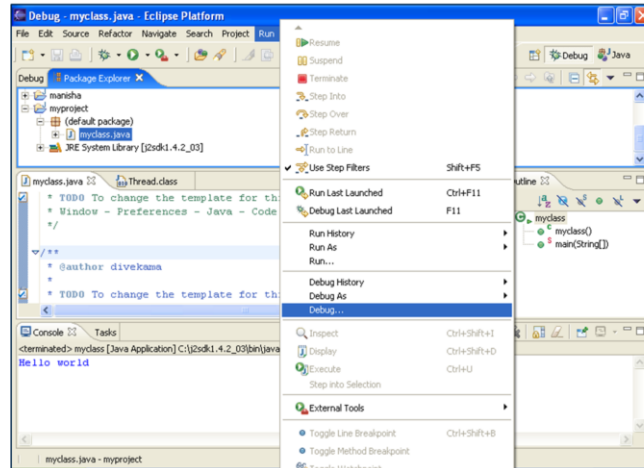 Debug - myclass.java - Eclipse Platform
File Edit Source Refactor Navigate Search Project Run
Debug Java
Debug Package Explorer
manisha
myproject
(default package)
myclass.java
JRE System Library [j2sdk1.4.2_03]
myclass.java Thread.class
* TODO To change the template for thi
* Window - Preferences - Java - Code
*/
/**
* @author divekama
*
* TODO To change the template for thi
Resume
Suspend
Terminate
Step Into
Step Over
Step Return
Run to Line
Use Step Filters Shift+F5
Run Last Launched Ctrl+F11
Debug Last Launched F11
Run History
Run As
Run...
Debug History
Debug As
Debug...
Inspect Ctrl+Shift+I
Display Ctrl+Shift+D
Execute Ctrl+U
Step into Selection
External Tools
Toggle Line Breakpoint Ctrl+Shift+B
Toggle Method Breakpoint
Toggle Watchpoint
utline
myclass
myclass()
main(String[])
Console Tasks
<terminated> myclass [Java Application] C:\j2sdk1.4.2_03\bin\java
Hello world
myclass.java - myproject